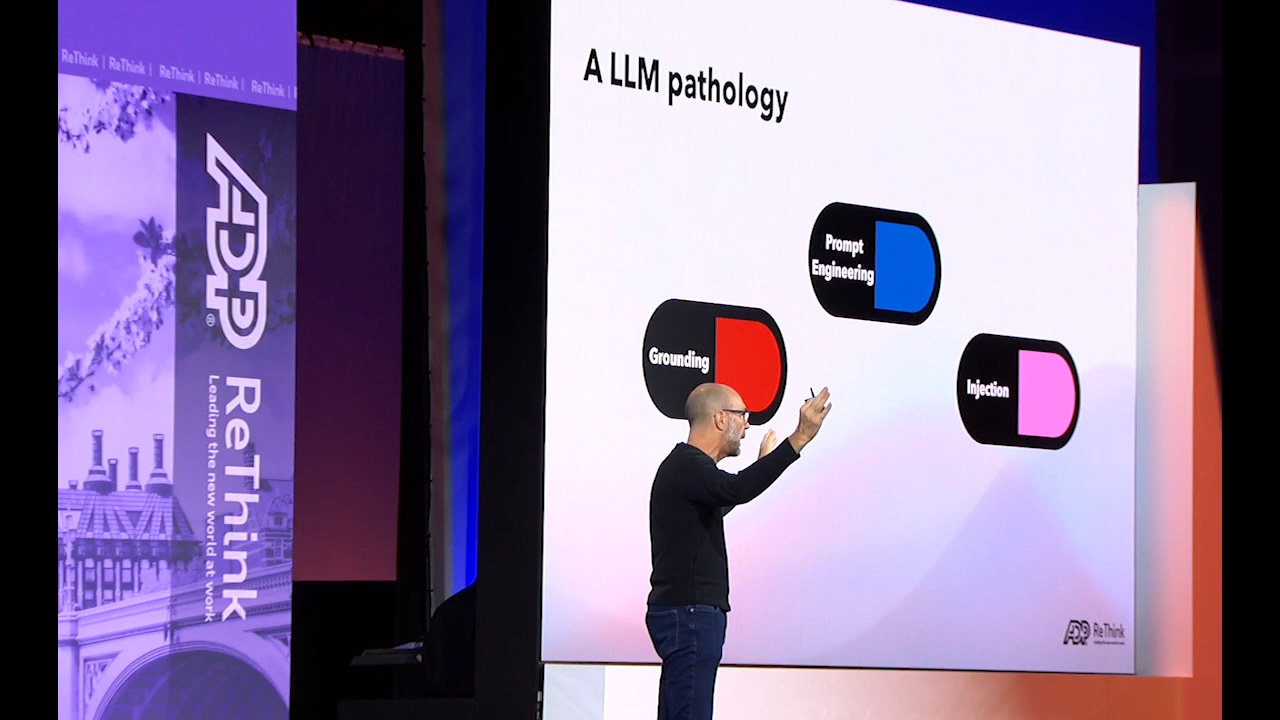 ReThink | ReThink | ReThink | ReThink | ReThink |
ADP
®
ReThink
Leading the new world at work
A LLM pathology
Prompt
Engineering
Grounding
Injection
ADP
ReThink